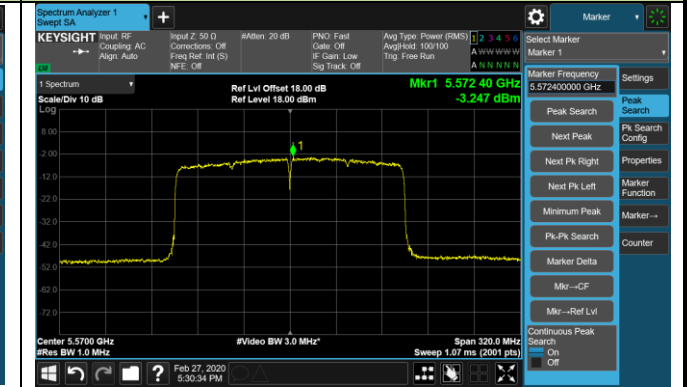 Spectrum Analyzer 1
Swept SA
Marker
KEYSIGHT
Input: RF
Coupling: AC
Align: Auto
Input Z: 50 Ω
Corrections: Off
Freq Ref: Int (S)
NFE: Off
#Atten: 20 dB
PNO: Fast
Gate: Off
IF Gain: Low
Sig Track: Off
Avg Type: Power (RMS)
Avg|Hold: 100/100
Trig: Free Run
1 2 3 4 5 6
A W W W W W
A N N N N N
Select Marker
Marker 1
1 Spectrum
Scale/Div 10 dB
Log
Ref Lvl Offset 18.00 dB
Ref Level 18.00 dBm
Mkr1 5.572 40 GHz
-3.247 dBm
8.00
-2.00
-12.0
-22.0
-32.0
-42.0
-52.0
-62.0
-72.0
1
Center 5.5700 GHz
#Res BW 1.0 MHz
#Video BW 3.0 MHz*
Span 320.0 MHz
Sweep 1.07 ms (2001 pts)
Marker Frequency
5.572400000 GHz
Peak Search
Next Peak
Next Pk Right
Next Pk Left
Minimum Peak
Pk-Pk Search
Marker Delta
Mkr→CF
Mkr→Ref Lvl
Continuous Peak
Search
On
Off
Settings
Peak
Search
Pk Search
Config
Properties
Marker
Function
Marker→
Counter
?
Feb 27, 2020
5:30:34 PM